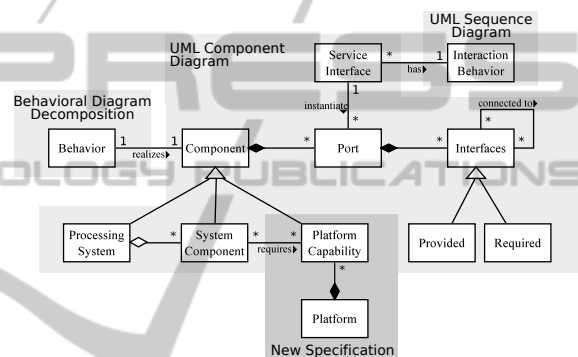 UML Sequence
Diagram
UML Component
Diagram
Service
Interface
* has 1
Interaction
Behavior
1
instantiate
*
connected to
* *
Behavioral Diagram
Decomposition
Behavior
1 realizes 1
Component
*
Port
*
Interfaces
Processing
System
*
System
Component
* requires *
Platform
Capability
*
Provided
Required
Platform
New Specification